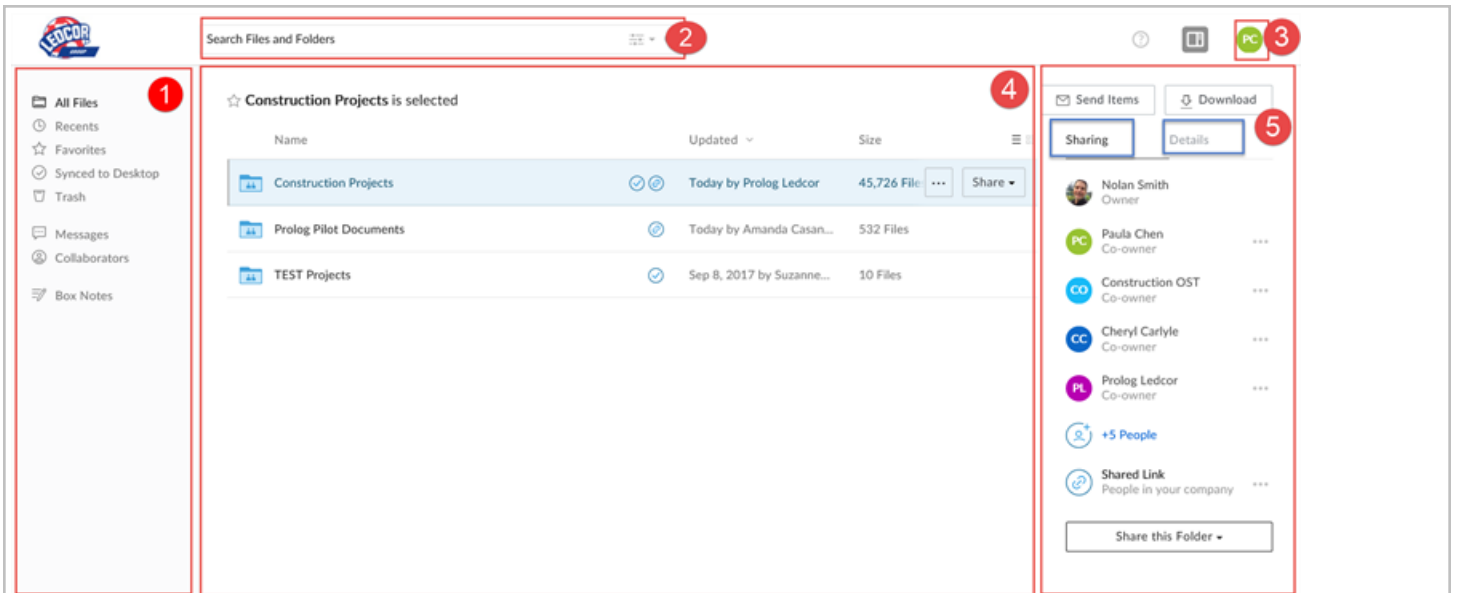 LEDCOR
GROUP
Search Files and Folders
2
PC
3
1
All Files
Recents
Favorites
Synced to Desktop
Trash
Messages
Collaborators
Box Notes
4
Construction Projects is selected
Name Updated Size
Construction Projects Today by Prolog Ledcor 45,726 File ... Share
Prolog Pilot Documents Today by Amanda Casan... 532 Files
TEST Projects Sep 8, 2017 by Suzanne... 10 Files
Send Items Download
5
Sharing Details
Nolan Smith
Owner
PC Paula Chen
Co-owner
CO Construction OST
Co-owner
CC Cheryl Carlyle
Co-owner
PL Prolog Ledcor
Co-owner
+5 People
Shared Link
People in your company
Share this Folder